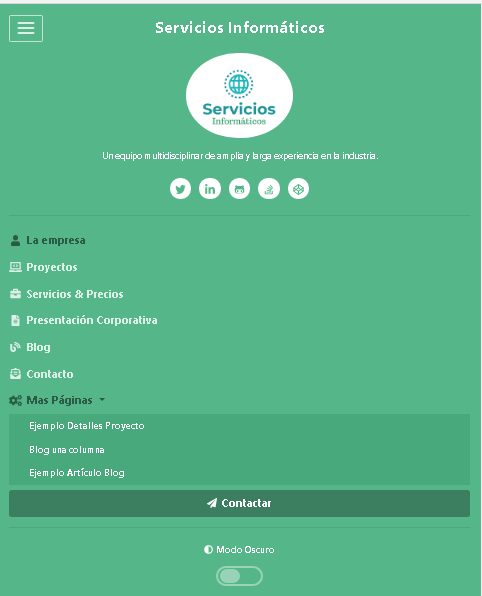 Servicios Informáticos
Servicios
Informáticos
Un equipo multidisciplinar de amplia y larga experiencia en la industria.
La empresa
Proyectos
Servicios & Precios
Presentación Corporativa
Blog
Contacto
Mas Páginas
Ejemplo Detalles Proyecto
Blog una columna
Ejemplo Artículo Blog
Contactar
Modo Oscuro